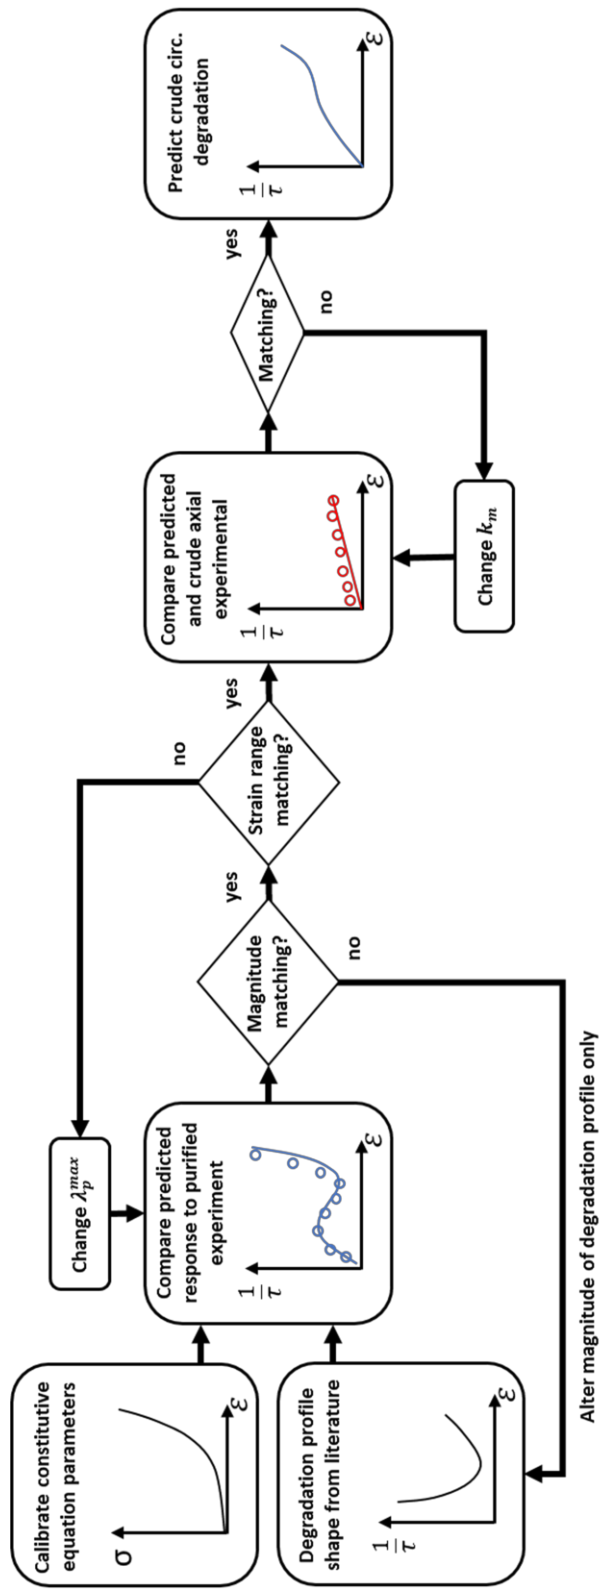 Calibrate constitutive
equation parameters
σ
ε
Degradation profile
shape from literature
1
τ
ε
Change λ_p^max
Compare predicted
response to purified
experiment
1
τ
ε
Magnitude
matching?
yes
no
Alter magnitude of degradation profile only
Strain range
matching?
no
yes
Compare predicted
and crude axial
experimental
1
τ
ε
Change k_m
Matching?
yes
no
Predict crude circ.
degradation
1
τ
ε